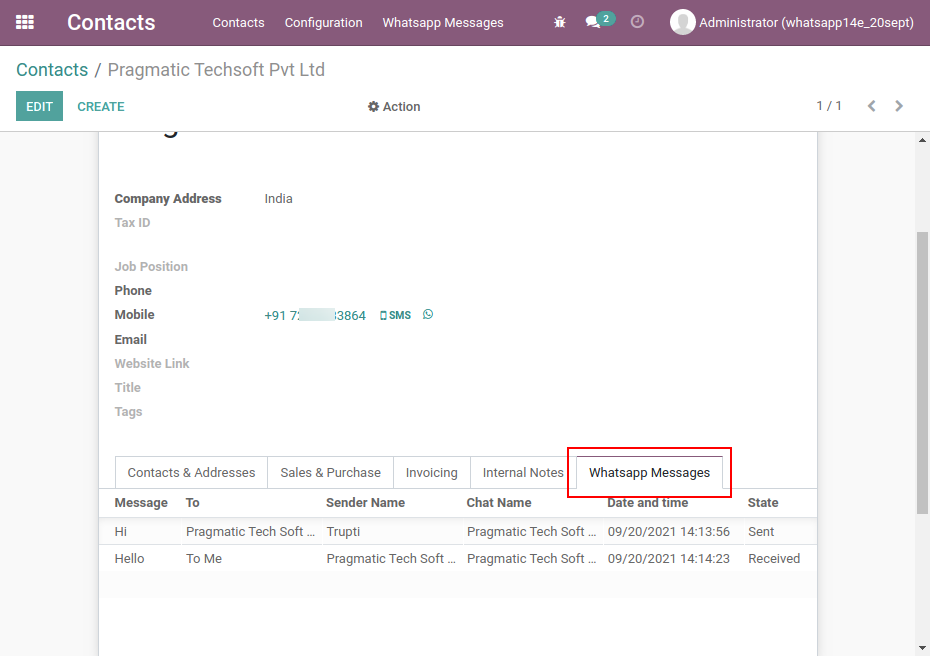 Contacts Contacts Configuration Whatsapp Messages 2 Administrator (whatsapp14e_20sept)
Contacts / Pragmatic Techsoft Pvt Ltd
EDIT CREATE Action 1 / 1
Company Address India
Tax ID
Job Position
Phone
Mobile +91 7 3864 SMS
Email
Website Link
Title
Tags
Contacts & Addresses Sales & Purchase Invoicing Internal Notes Whatsapp Messages
Message To Sender Name Chat Name Date and time State
Hi Pragmatic Tech Soft ... Trupti Pragmatic Tech Soft ... 09/20/2021 14:13:56 Sent
Hello To Me Pragmatic Tech Soft ... Pragmatic Tech Soft ... 09/20/2021 14:14:23 Received